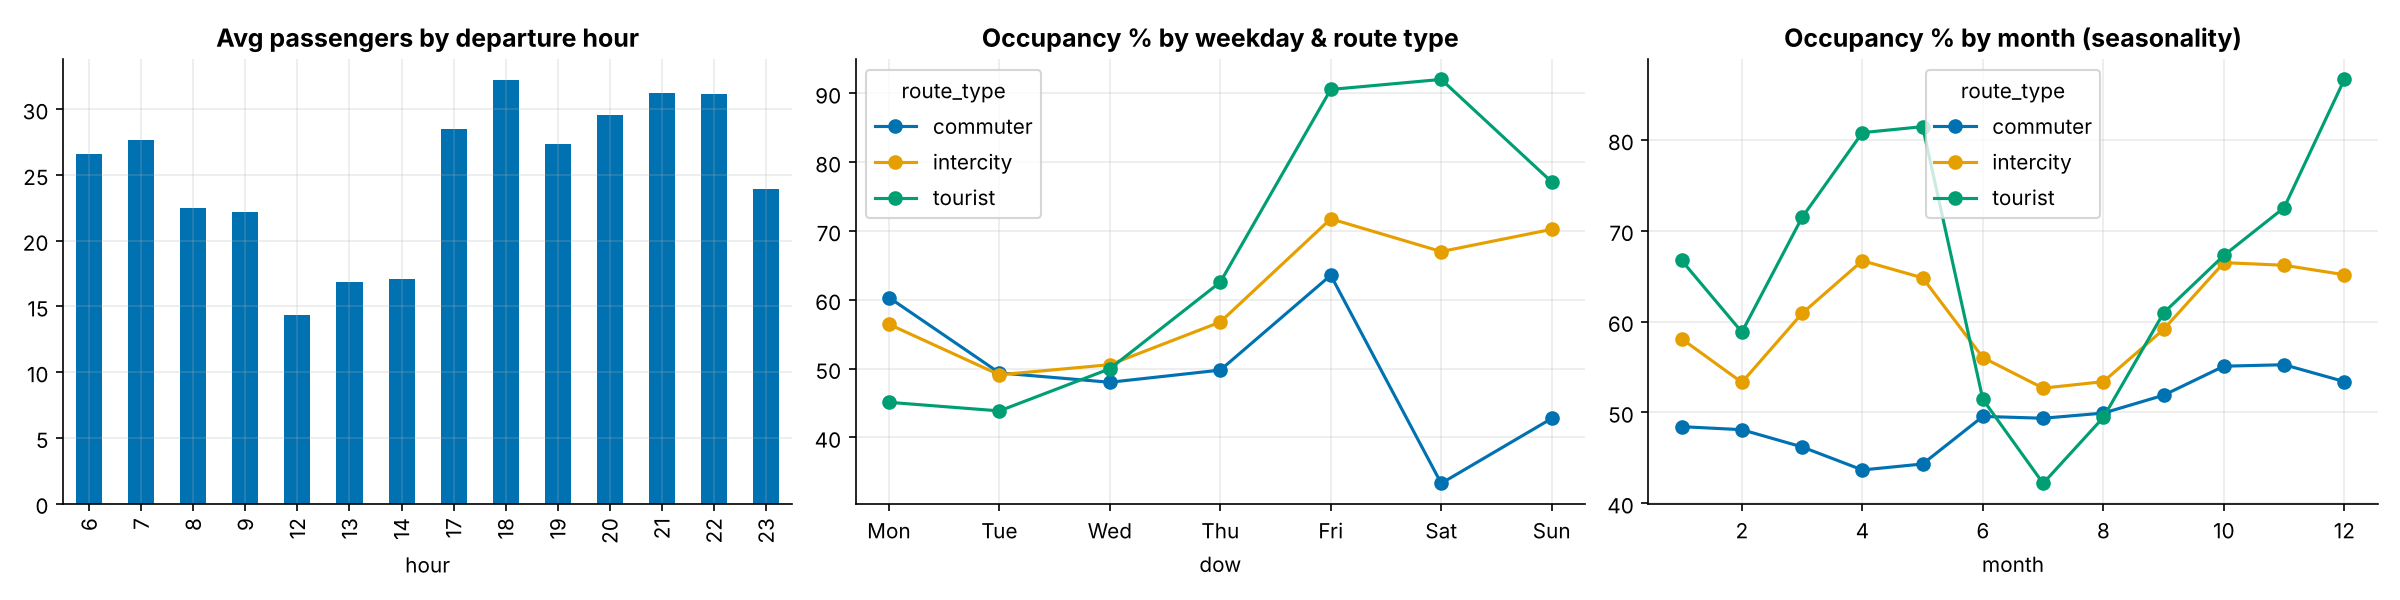 Avg passengers by departure hour
30
25
20
15
10
5
0
6 7 8 9 12 13 14 17 18 19 20 21 22 23
hour
Occupancy % by weekday & route type
route_type
commuter
intercity
tourist
90
80
70
60
50
40
Mon Tue Wed Thu Fri Sat Sun
dow
Occupancy % by month (seasonality)
route_type
commuter
intercity
tourist
80
70
60
50
40
2 4 6 8 10 12
month